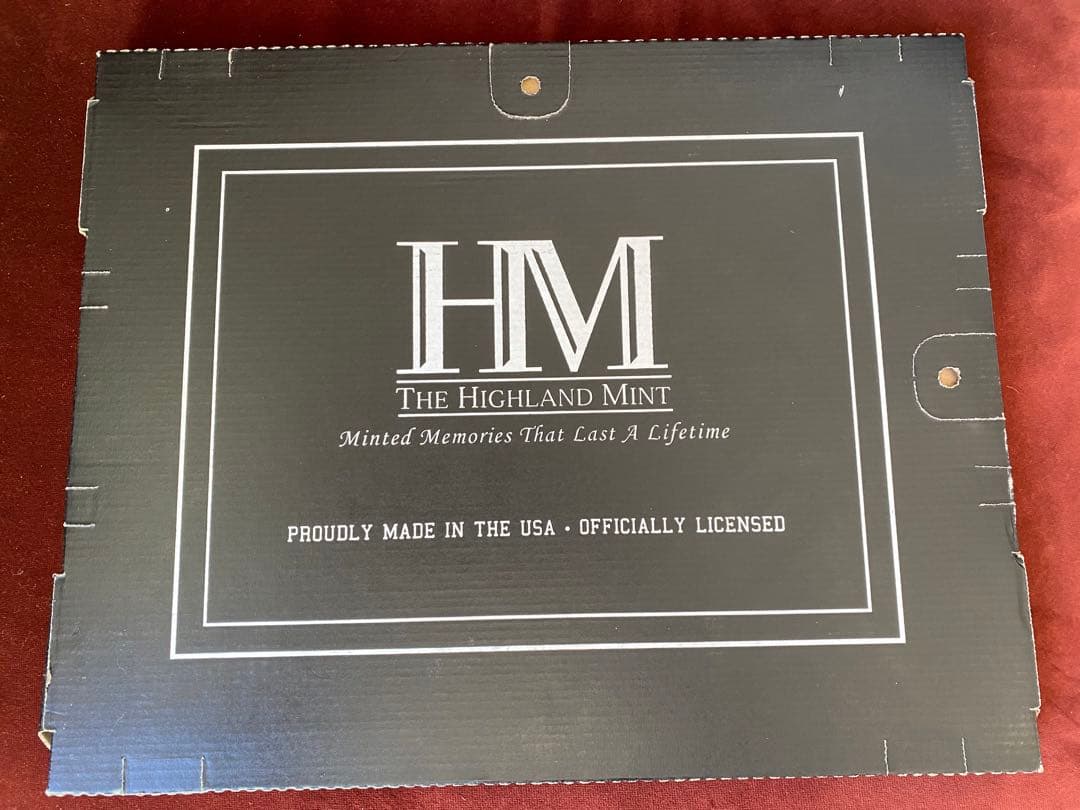 HM
THE HIGHLAND MINT
Minted Memories That Last A Lifetime
PROUDLY MADE IN THE USA • OFFICIALLY LICENSED